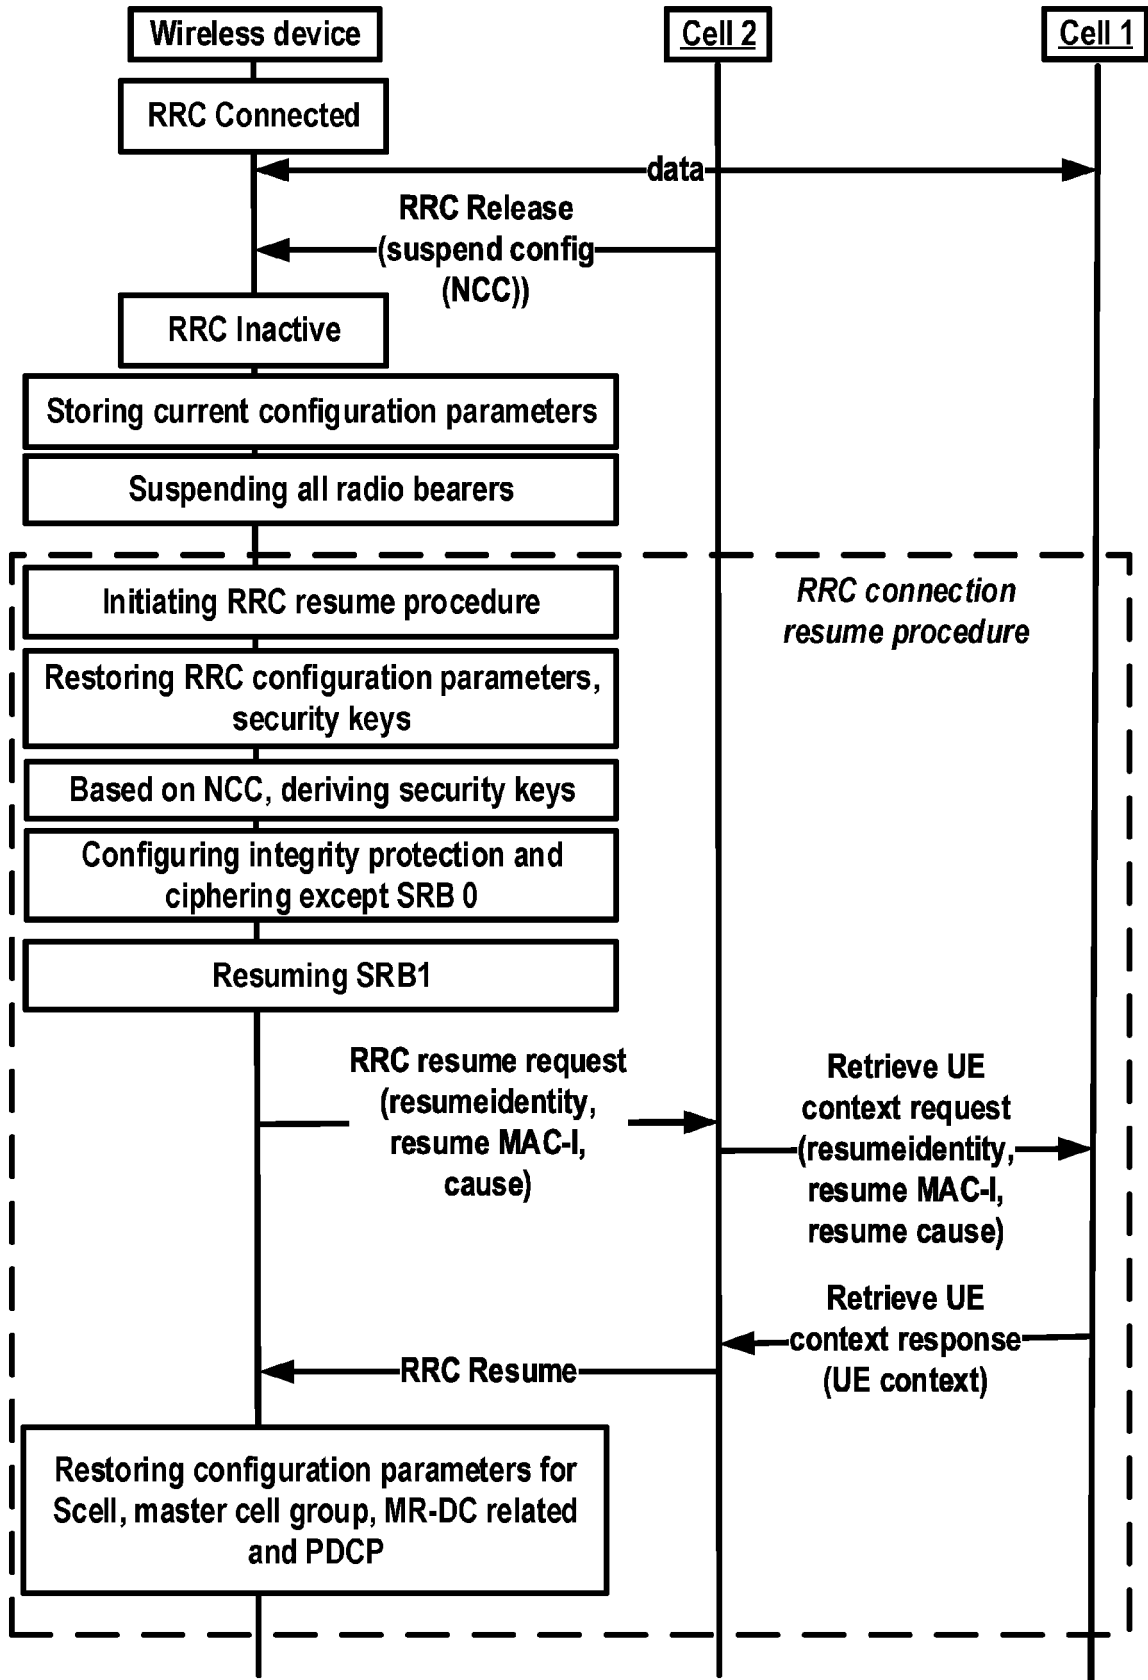 Wireless device
Cell 2
Cell 1
RRC Connected
data
RRC Release
(suspend config
(NCC))
RRC Inactive
Storing current configuration parameters
Suspending all radio bearers
RRC connection
resume procedure
Initiating RRC resume procedure
Restoring RRC configuration parameters,
security keys
Based on NCC, deriving security keys
Configuring integrity protection and
ciphering except SRB 0
Resuming SRB1
RRC resume request
(resumeidentity,
resume MAC-I,
cause)
Retrieve UE
context request
(resumeidentity,
resume MAC-I,
resume cause)
Retrieve UE
context response
(UE context)
RRC Resume
Restoring configuration parameters for
Scell, master cell group, MR-DC related
and PDCP